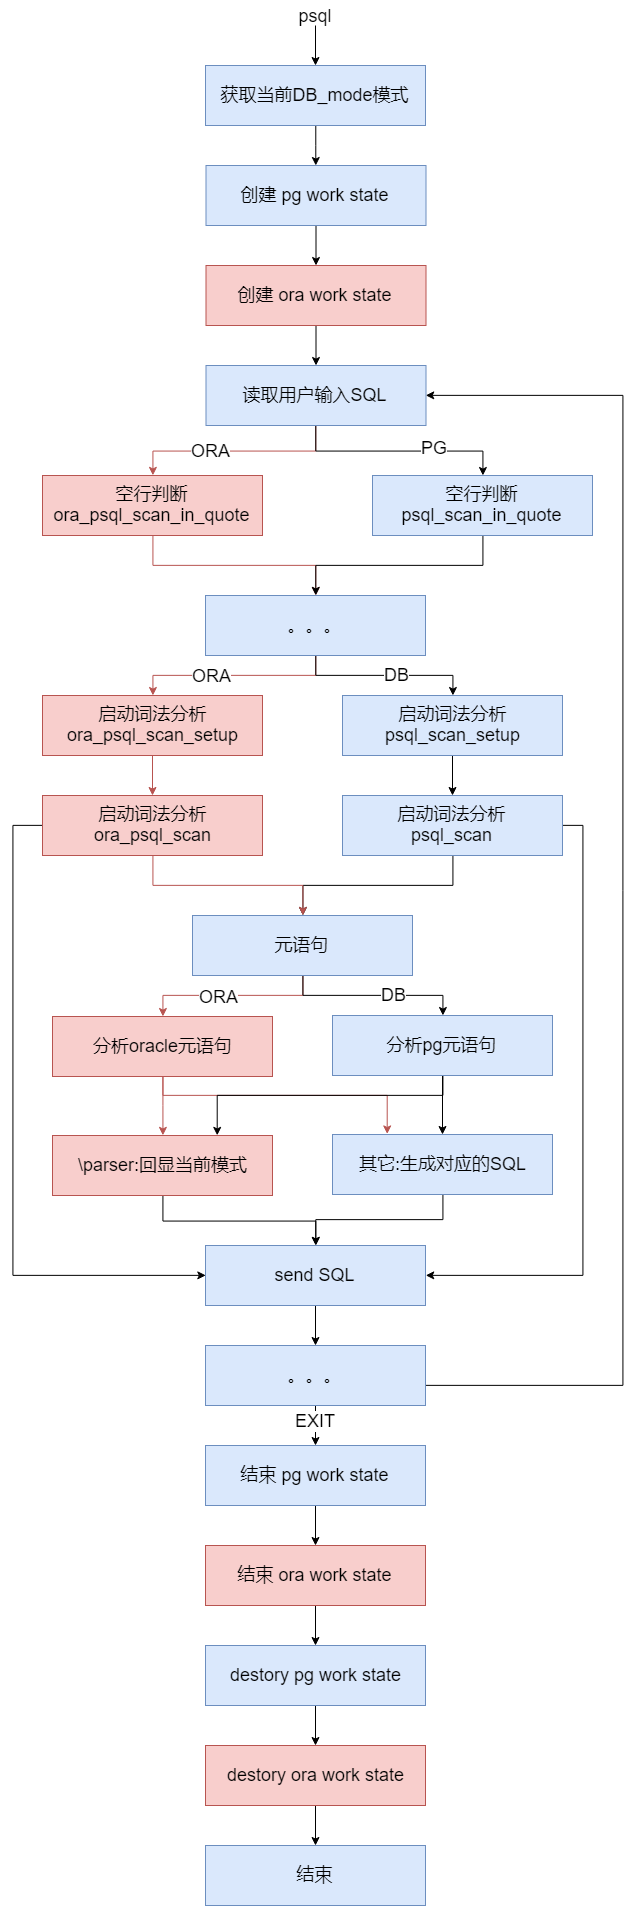 psql
获取当前DB_mode模式
创建 pg work state
创建 ora work state
读取用户输入SQL
ORA
PG
空行判断
ora_psql_scan_in_quote
空行判断
psql_scan_in_quote
。。。
ORA
DB
启动词法分析
ora_psql_scan_setup
启动词法分析
psql_scan_setup
启动词法分析
ora_psql_scan
启动词法分析
psql_scan
元语句
ORA
DB
分析oracle元语句
分析pg元语句
\parser:回显当前模式
其它:生成对应的SQL
send SQL
。。。
EXIT
结束 pg work state
结束 ora work state
destory pg work state
destory ora work state
结束